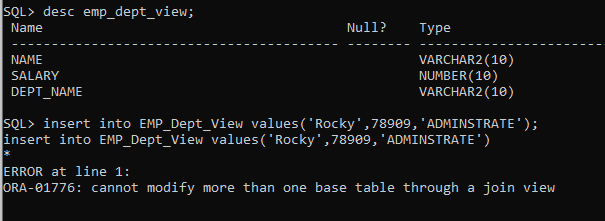 SQL> desc emp_dept_view;
Name Null? Type
----------------------------------------- -------- ----------------------------
NAME VARCHAR2(10)
SALARY NUMBER(10)
DEPT_NAME VARCHAR2(10)
SQL> insert into EMP_Dept_View values('Rocky',78909,'ADMINSTRATE');
insert into EMP_Dept_View values('Rocky',78909,'ADMINSTRATE')
*
ERROR at line 1:
ORA-01776: cannot modify more than one base table through a join view